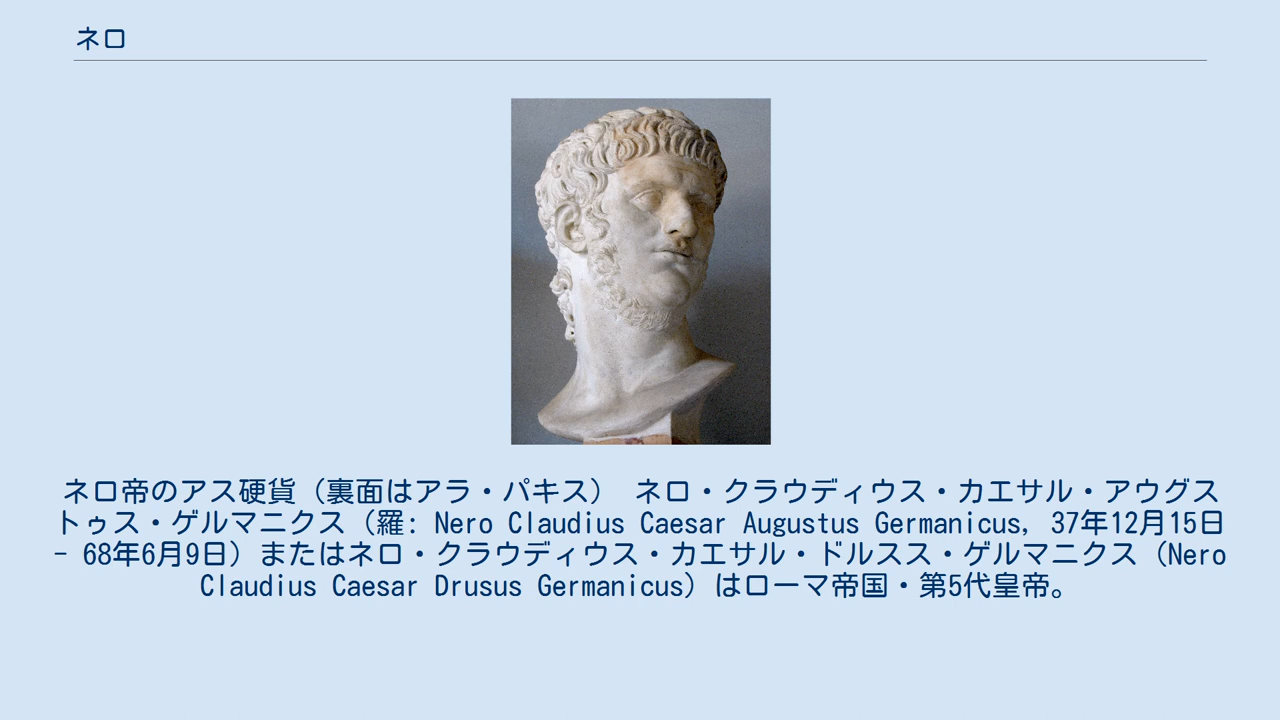 ネロ
ネロ帝のアス硬貨（裏面はアラ・パキス） ネロ・クラウディウス・カエサル・アウグス
トゥス・ゲルマニクス（羅: Nero Claudius Caesar Augustus Germanicus, 37年12月15日
– 68年6月9日）またはネロ・クラウディウス・カエサル・ドルスス・ゲルマニクス（Nero
Claudius Caesar Drusus Germanicus）はローマ帝国・第5代皇帝。